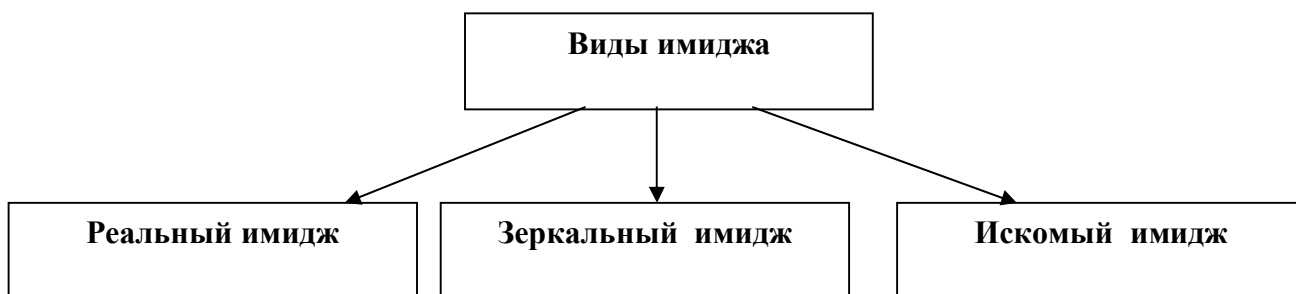 Виды имиджа
Реальный имидж
Зеркальный имидж
Искомый имидж